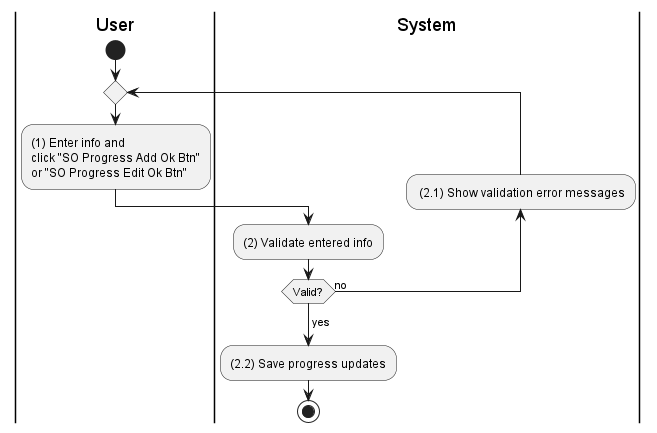 User
System
(1) Enter info and
click "SO Progress Add Ok Btn"
or "SO Progress Edit Ok Btn"
(2.1) Show validation error messages
(2) Validate entered info
Valid?
no
yes
(2.2) Save progress updates